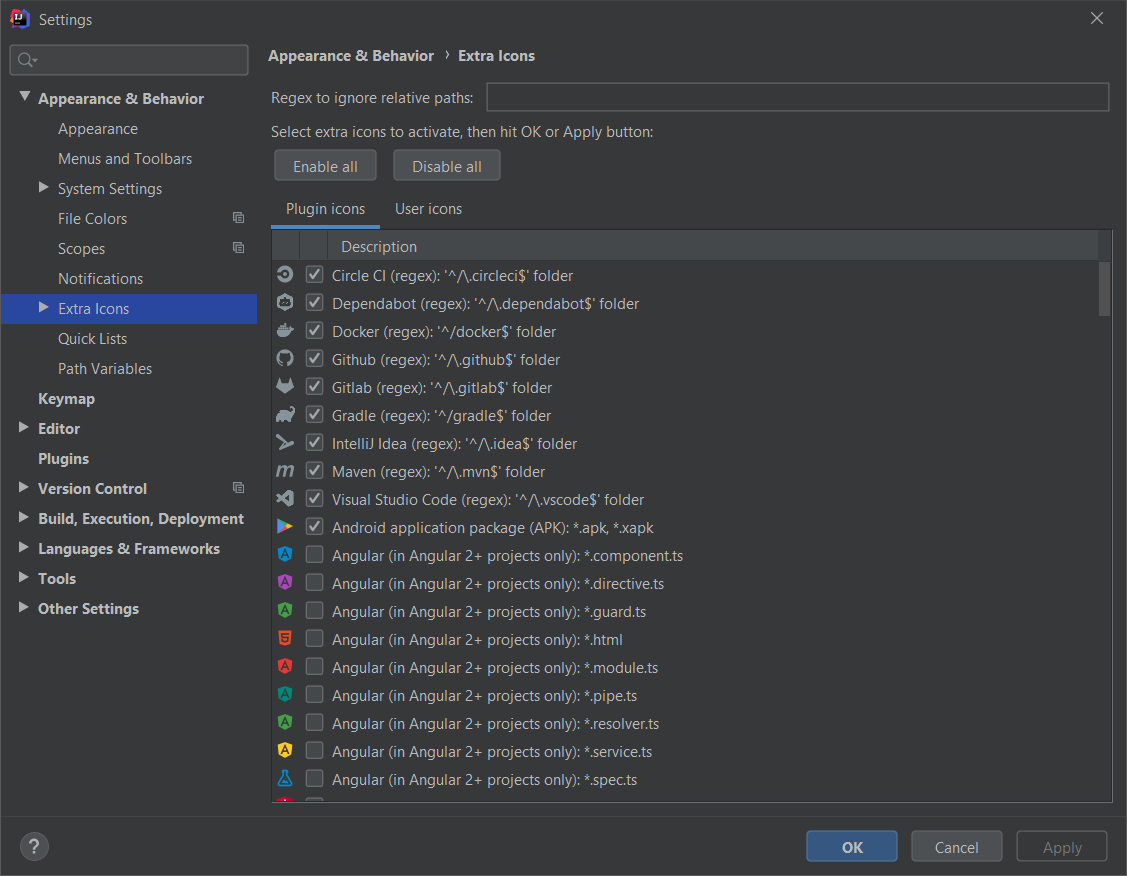 Settings
Appearance & Behavior › Extra Icons
Appearance & Behavior
Appearance
Menus and Toolbars
System Settings
File Colors
Scopes
Notifications
Extra Icons
Quick Lists
Path Variables
Keymap
Editor
Plugins
Version Control
Build, Execution, Deployment
Languages & Frameworks
Tools
Other Settings
Regex to ignore relative paths:
Select extra icons to activate, then hit OK or Apply button:
Enable all Disable all
Plugin icons User icons
Description
Circle CI (regex): '^/\.circleci$' folder
Dependabot (regex): '^/\.dependabot$' folder
Docker (regex): '^/docker$' folder
Github (regex): '^/\.github$' folder
Gitlab (regex): '^/\.gitlab$' folder
Gradle (regex): '^/gradle$' folder
IntelliJ Idea (regex): '^/\.idea$' folder
Maven (regex): '^/\.mvn$' folder
Visual Studio Code (regex): '^/\.vscode$' folder
Android application package (APK): *.apk, *.xapk
Angular (in Angular 2+ projects only): *.component.ts
Angular (in Angular 2+ projects only): *.directive.ts
Angular (in Angular 2+ projects only): *.guard.ts
Angular (in Angular 2+ projects only): *.html
Angular (in Angular 2+ projects only): *.module.ts
Angular (in Angular 2+ projects only): *.pipe.ts
Angular (in Angular 2+ projects only): *.resolver.ts
Angular (in Angular 2+ projects only): *.service.ts
Angular (in Angular 2+ projects only): *.spec.ts
? OK Cancel Apply